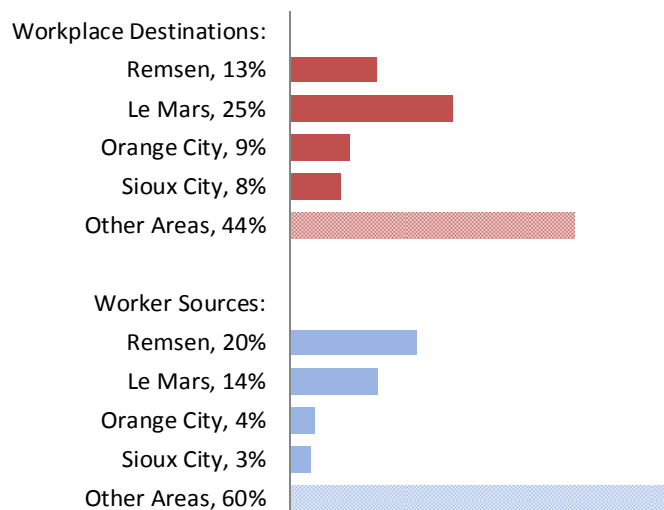 Workplace Destinations:
Remsen, 13%
Le Mars, 25%
Orange City, 9%
Sioux City, 8%
Other Areas, 44%
Worker Sources:
Remsen, 20%
Le Mars, 14%
Orange City, 4%
Sioux City, 3%
Other Areas, 60%